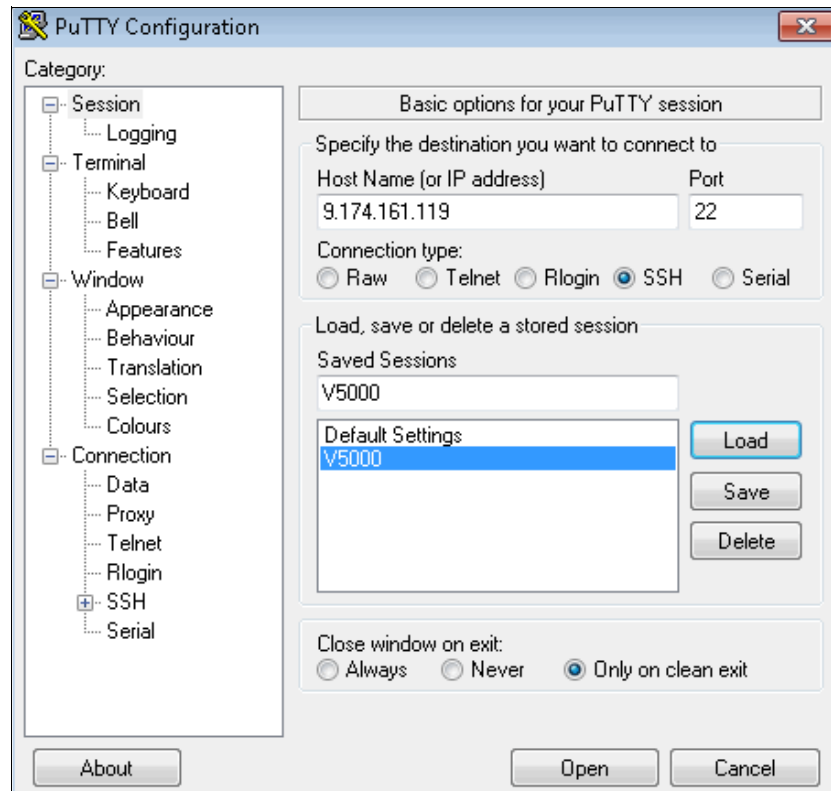 PuTTY Configuration
Category:
Session
Logging
Terminal
Keyboard
Bell
Features
Window
Appearance
Behaviour
Translation
Selection
Colours
Connection
Data
Proxy
Telnet
Rlogin
SSH
Serial
Basic options for your PuTTY session
Specify the destination you want to connect to
Host Name (or IP address) Port
9.174.161.119 22
Connection type:
Raw Telnet Rlogin SSH Serial
Load, save or delete a stored session
Saved Sessions
V5000
Default Settings
V5000
Load
Save
Delete
Close window on exit:
Always Never Only on clean exit
About Open Cancel